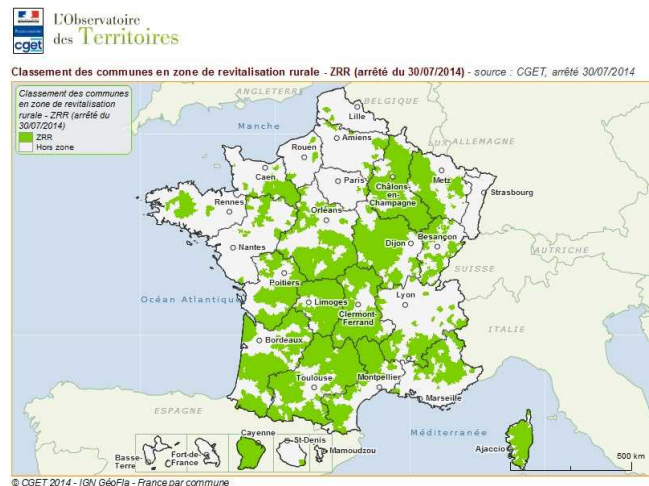 L'Observatoire
des Territoires
cget
Classement des communes en zone de revitalisation rurale - ZRR (arrêté du 30/07/2014) - source : CGET, arrêté 30/07/2014
Classement des communes
en zone de revitalisation
rurale - ZRR (arrêté du
30/07/2014)
ZRR
Hors zone
ANGLETERRE
BELGIQUE
Lille
Manche
Amiens
LUX
ALLEMAGNE
Rouen
Caen
Paris
Metz
Châlons-
en-
Champagne
Strasbourg
Rennes
Orléans
Besançon
Dijon
Nantes
AUTRICHE
SUISSE
Poitiers
Océan Atlantique
Limoges
Lyon
Clermont-
Ferrand
ITALIE
Bordeaux
Toulouse
Montpellier
Marseille
ESPAGNE
Méditerranée
Cayenne
St-Denis
Ajaccio
Basse-
Terre
Fort-de-
France
Mamoudzou
500 km
© CGET 2014 - IGN GéoFla - France par commune